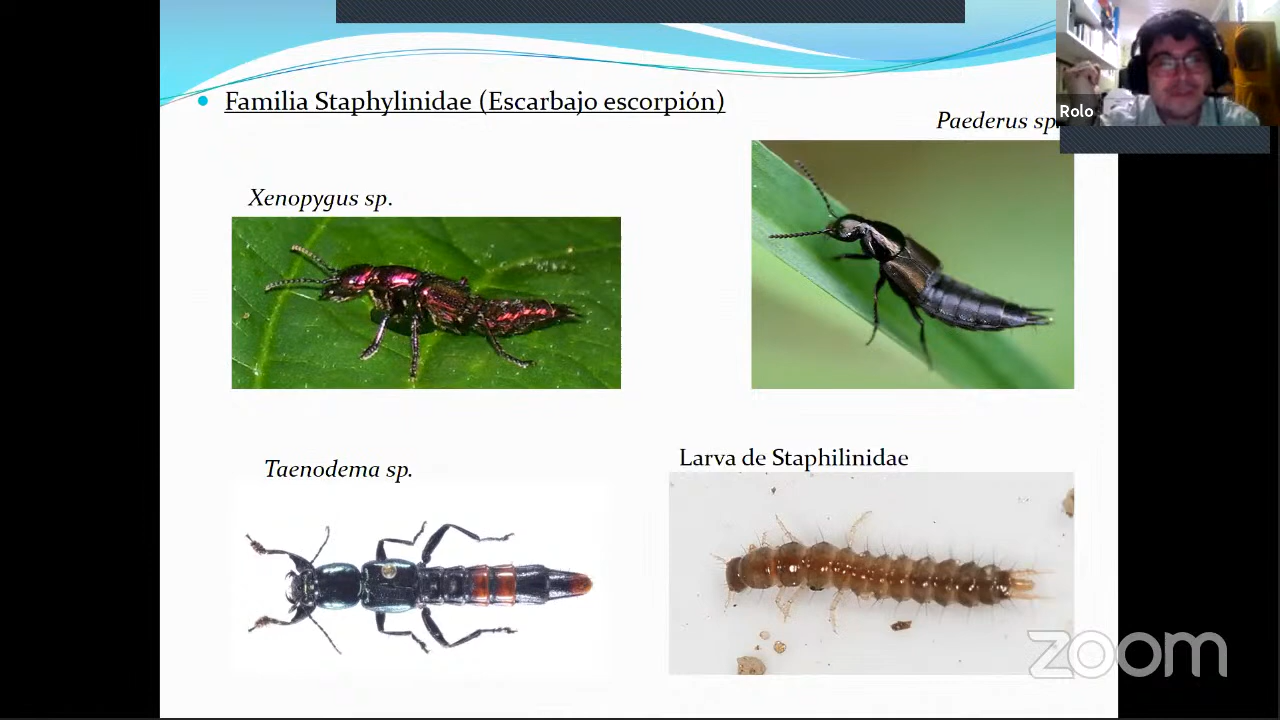 Familia Staphylinidae (Escarbajo escorpión)
Paederus sp.
Rolo
Xenopygus sp.
Taenodema sp.
Larva de Staphilinidae
zoom